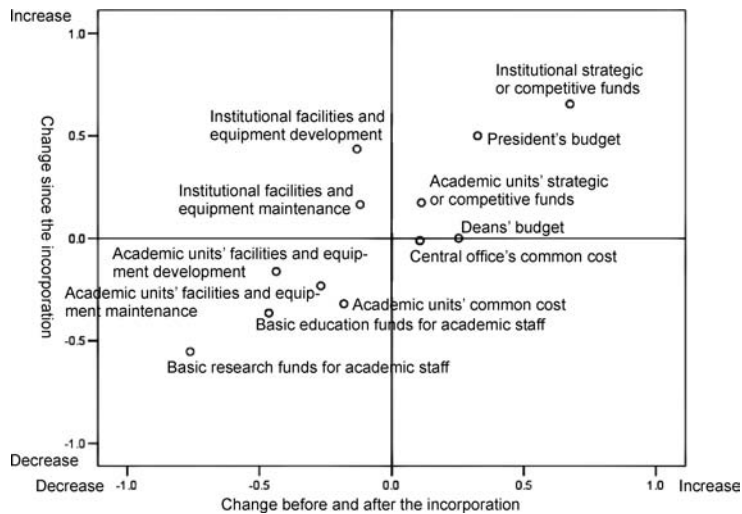 Increase
1.0
Institutional strategic
or competitive funds
Institutional facilities and
equipment development
0.5
President's budget
Institutional facilities and
equipment maintenance
Academic units' strategic
or competitive funds
Deans' budget
0.0
Central office's common cost
Academic units' facilities and equip-
ment development
Academic units' facilities and equip-
ment maintenance
Academic units' common cost
Basic education funds for academic staff
-0.5
Basic research funds for academic staff
-1.0
Change since the incorporation
Decrease
Decrease
-1.0
-0.5
0.0
0.5
1.0
Increase
Change before and after the incorporation